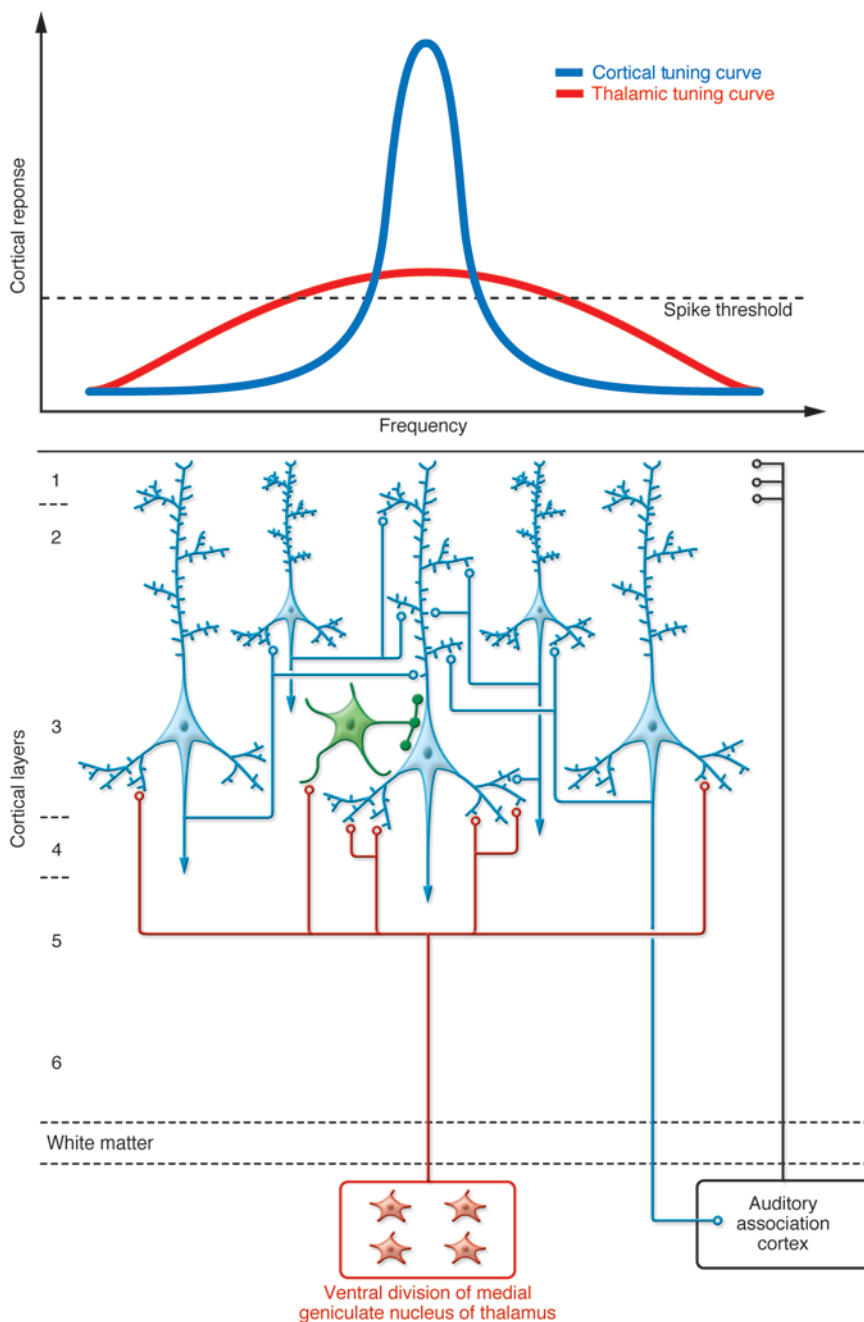 Cortical reponse
Cortical tuning curve
Thalamic tuning curve
Spike threshold
Frequency
Cortical layers
1
2
3
4
5
6
White matter
Auditory
association
cortex
Ventral division of medial
geniculate nucleus of thalamus